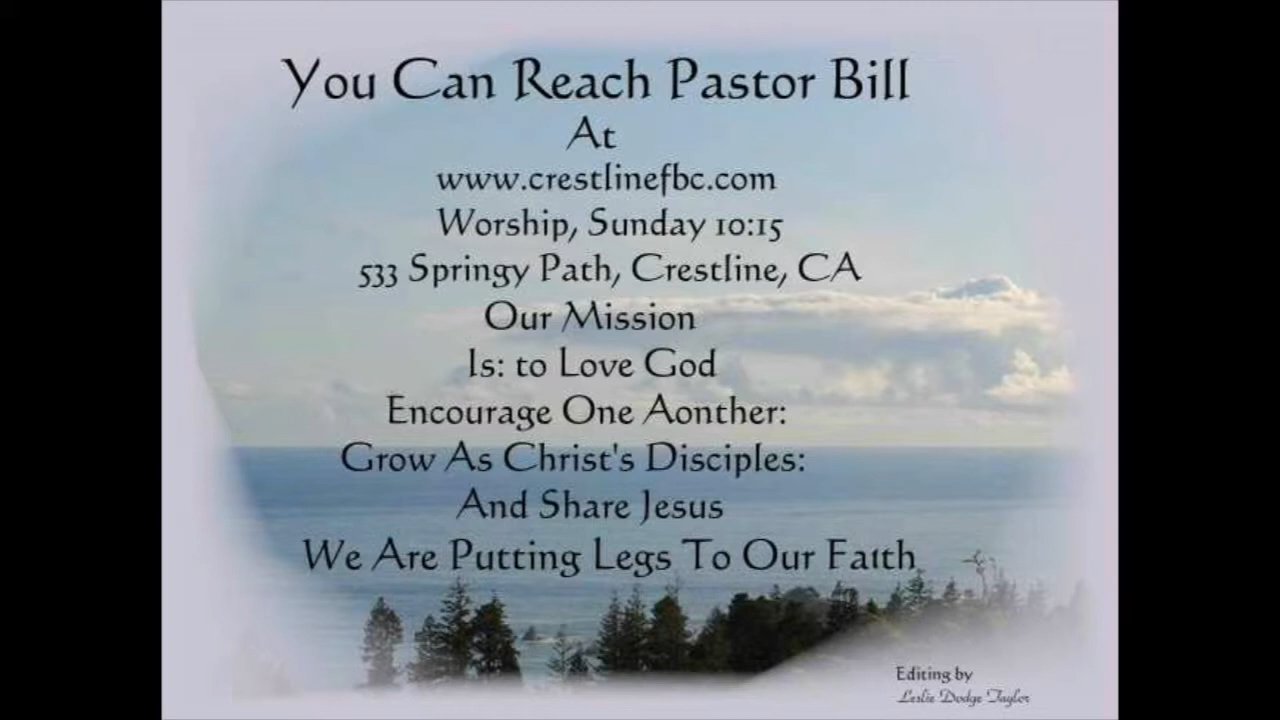 You Can Reach Pastor Bill
At
www.crestlinefbc.com
Worship, Sunday 10:15
533 Springy Path, Crestline, CA
Our Mission
Is: to Love God
Encourage One Aonther:
Grow As Christ's Disciples:
And Share Jesus
We Are Putting Legs To Our Faith
Editing by
Leslie Dodge Taylor